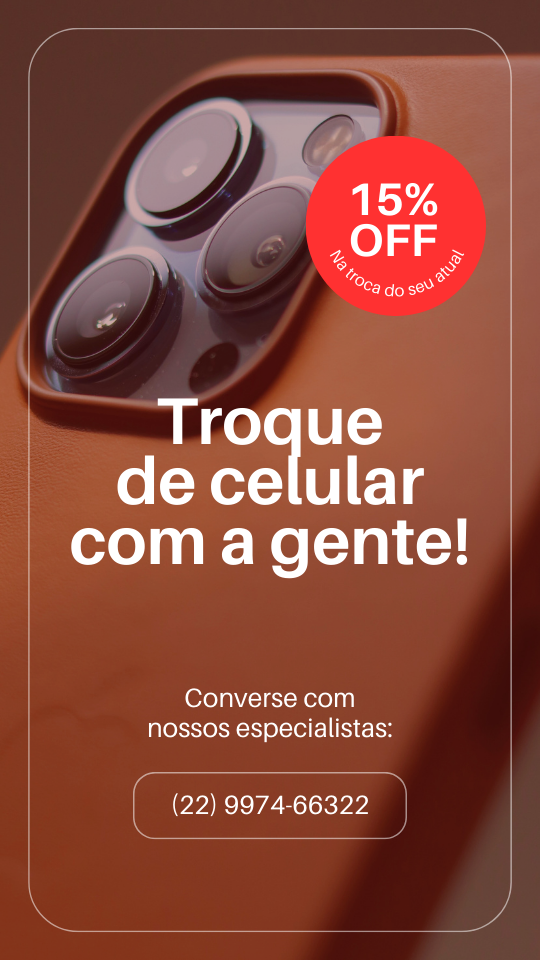 15%
OFF
Na troca do seu atual
Troque
de celular
com a gente!
Converse com
nossos especialistas:
(22) 9974-66322